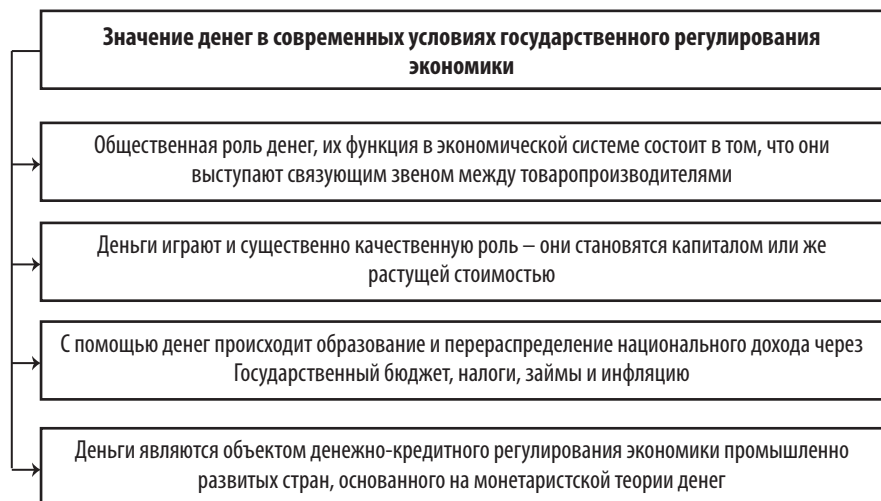 Значение денег в современных условиях государственного регулирования
экономики
Общественная роль денег, их функция в экономической системе состоит в том, что они
выступают связующим звеном между товаропроизводителями
Деньги играют и существенно качественную роль – они становятся капиталом или же
растущей стоимостью
С помощью денег происходит образование и перераспределение национального дохода через
Государственный бюджет, налоги, займы и инфляцию
Деньги являются объектом денежно-кредитного регулирования экономики промышленно
развитых стран, основанного на монетаристской теории денег